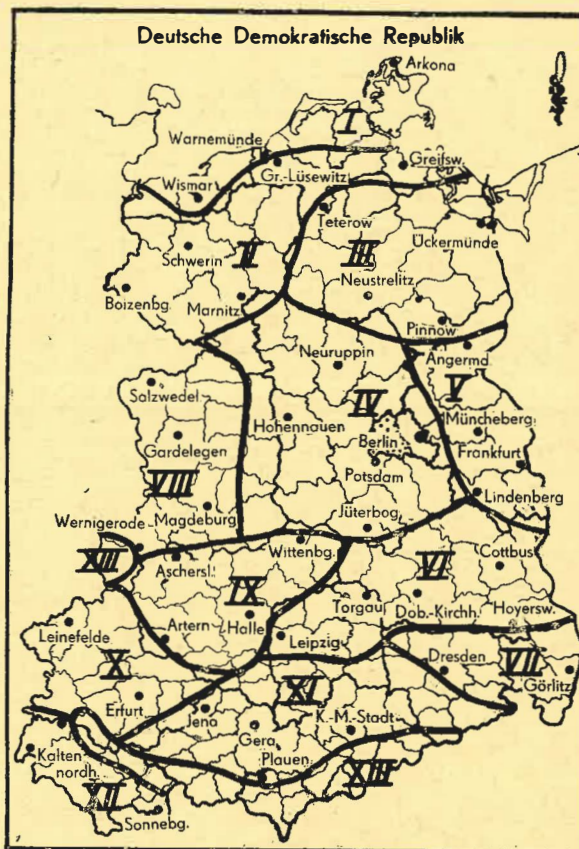 Deutsche Demokratische Republik
Arkona
I
Warnemünde
Greifsw.
Gr.-Lüsewitz
Wismar
Teterow
Ückermünde
Schwerin
II
III
Neustrelitz
Boizenbg.
Marnitz
Pinnow
Neuruppin
Angermd.
V
Salzwedel
IV
Hohennauen
Müncheberg
Berlin
Gardelegen
Frankfurt
VIII
Potsdam
Lindenberg
Magdeburg
Wernigerode
Jüterbog
XIII
Wittenbg.
Aschersl.
VI
Cottbus
IX
Torgau
Dob.-Kirchh.
Hoyersw.
Leinefelde
Artern
Halle
Leipzig
X
Dresden
VII
XI
Görlitz
Erfurt
Jena
K.-M.-Stadt
Gera
Kalten
nordh.
Plauen
XIII
XII
Sonnebg.